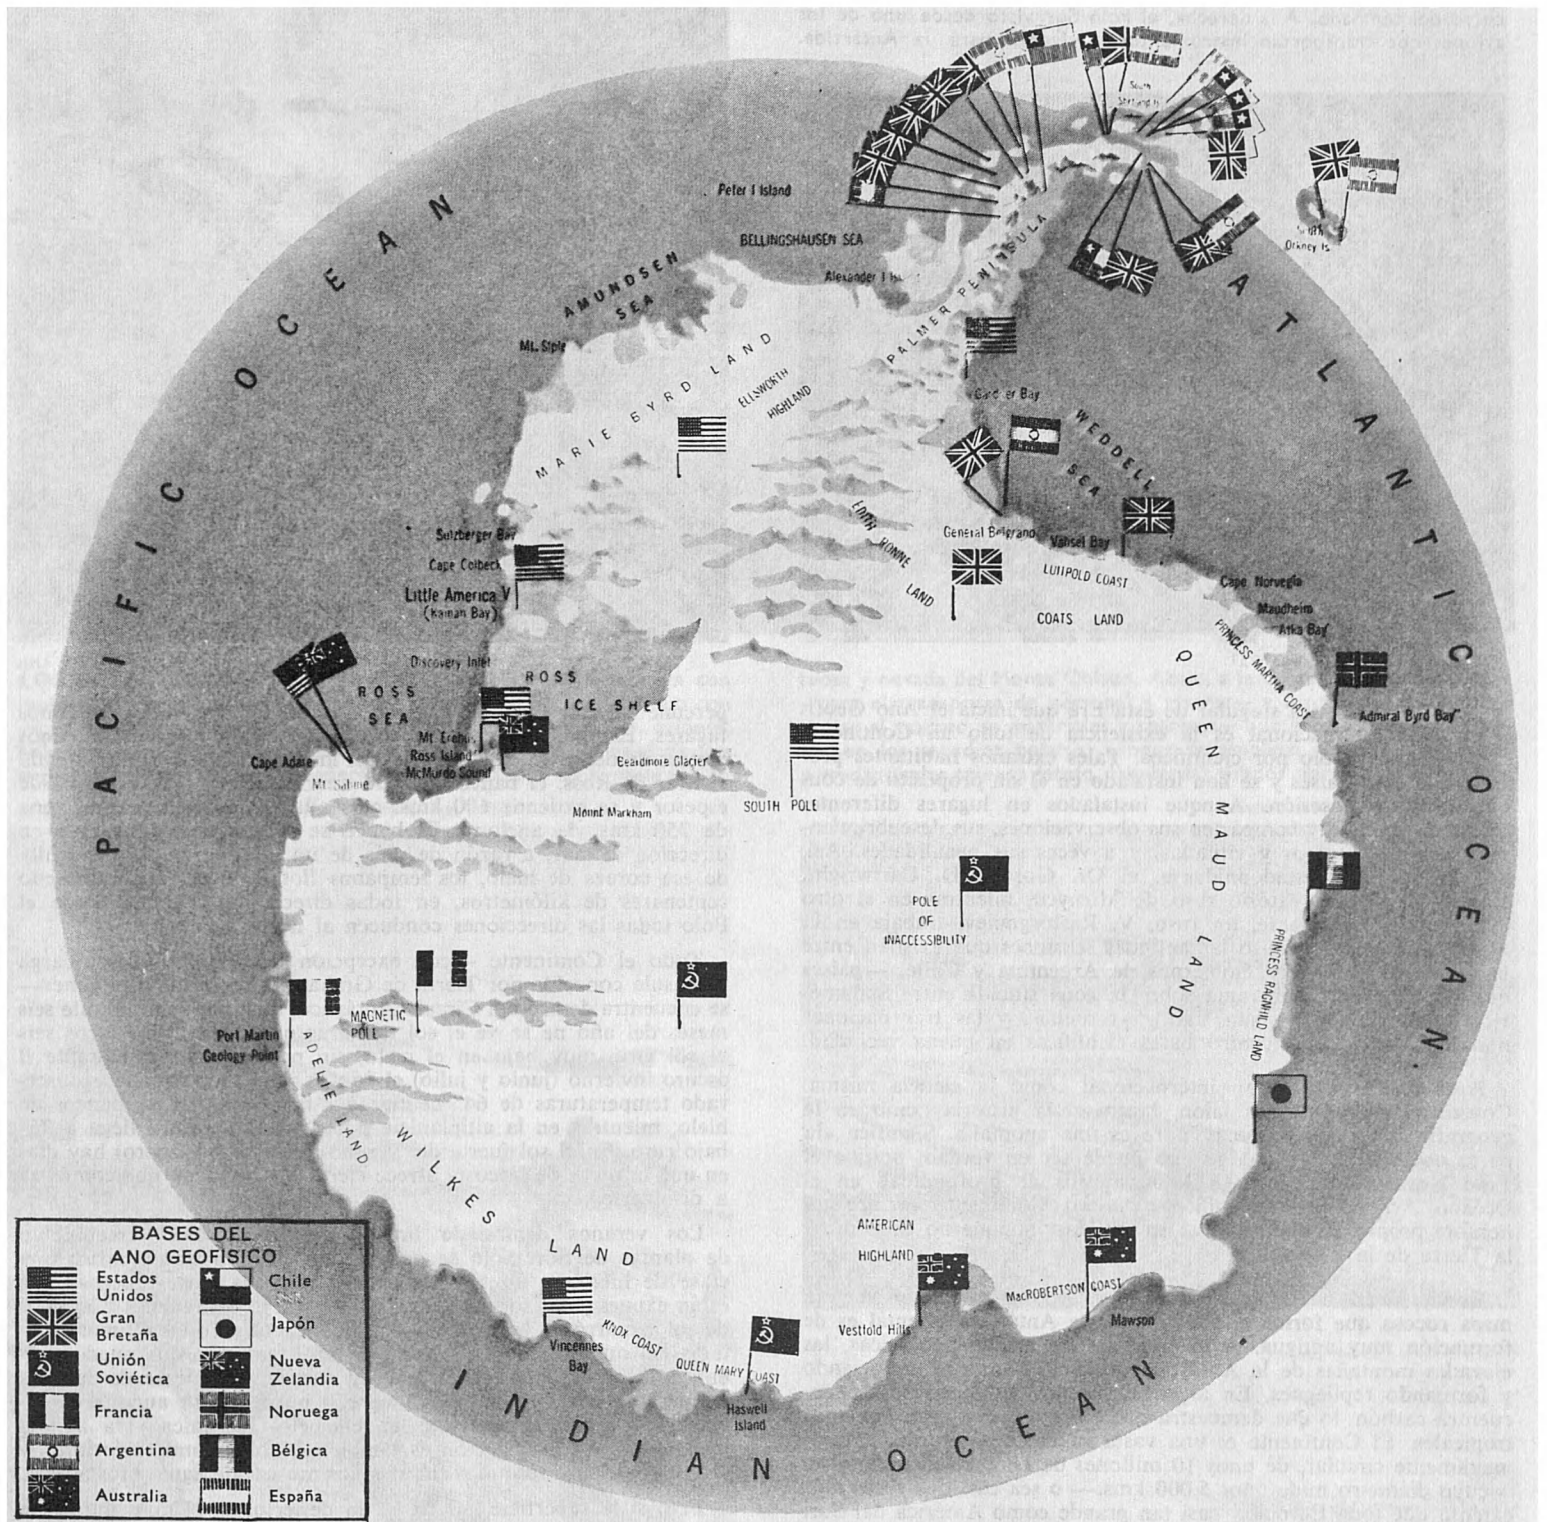 PACIFIC OCEAN
ATLANTIC OCEAN
INDIAN OCEAN
Peter I Island
BELLINGSHAUSEN SEA
Alexander I Is.
AMUNDSEN
SEA
Mt. Siple
PALMER PENINSULA
South
Orkney Is.
MARIE BYRD LAND
ELLSWORTH
HIGHLAND
Gardner Bay
WEDDELL
SEA
EDITH RONNE
LAND
General Belgrano
Vahsel Bay
LUITPOLD COAST
COATS LAND
Cape Norvegia
Maudheim
Atka Bay
PRINCESS MARTHA COAST
Admiral Byrd Bay
Sulzberger Bay
Cape Colbeck
Little America V
(Kainan Bay)
Discovery Inlet
ROSS
SEA
ROSS
ICE SHELF
Mt Erebus
Ross Island
McMurdo Sound
Cape Adare
Mt Sabine
Beardmore Glacier
Mount Markham
SOUTH POLE
QUEEN MAUD LAND
POLE
OF
INACCESSIBILITY
PRINCESS RAGNHILD LAND
MAGNETIC
POLE
Port Martin
Geology Point
ADELIE LAND
WILKES
LAND
AMERICAN
HIGHLAND
MacROBERTSON COAST
Mawson
Vestfold Hills
Vincennes
Bay
KNOX COAST
QUEEN MARY COAST
Haswell
Island
BASES DEL
ANO GEOFÍSICO
Estados
Unidos
Chile
Gran
Bretaña
Japón
Unión
Soviética
Nueva
Zelandia
Francia
Noruega
Argentina
Bélgica
Australia
España